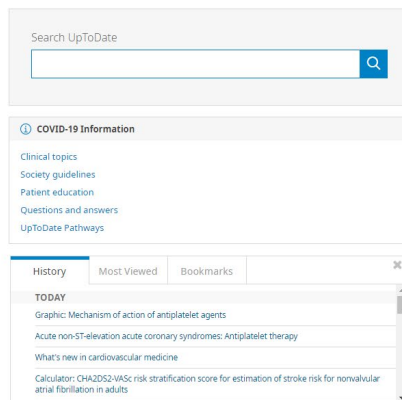 Search UpToDate
COVID-19 Information
Clinical topics
Society guidelines
Patient education
Questions and answers
UpToDate Pathways
History Most Viewed Bookmarks
TODAY
Graphic: Mechanism of action of antiplatelet agents
Acute non-ST-elevation acute coronary syndromes: Antiplatelet therapy
What's new in cardiovascular medicine
Calculator: CHA2DS2-VASc risk stratification score for estimation of stroke risk for nonvalvular
atrial fibrillation in adults